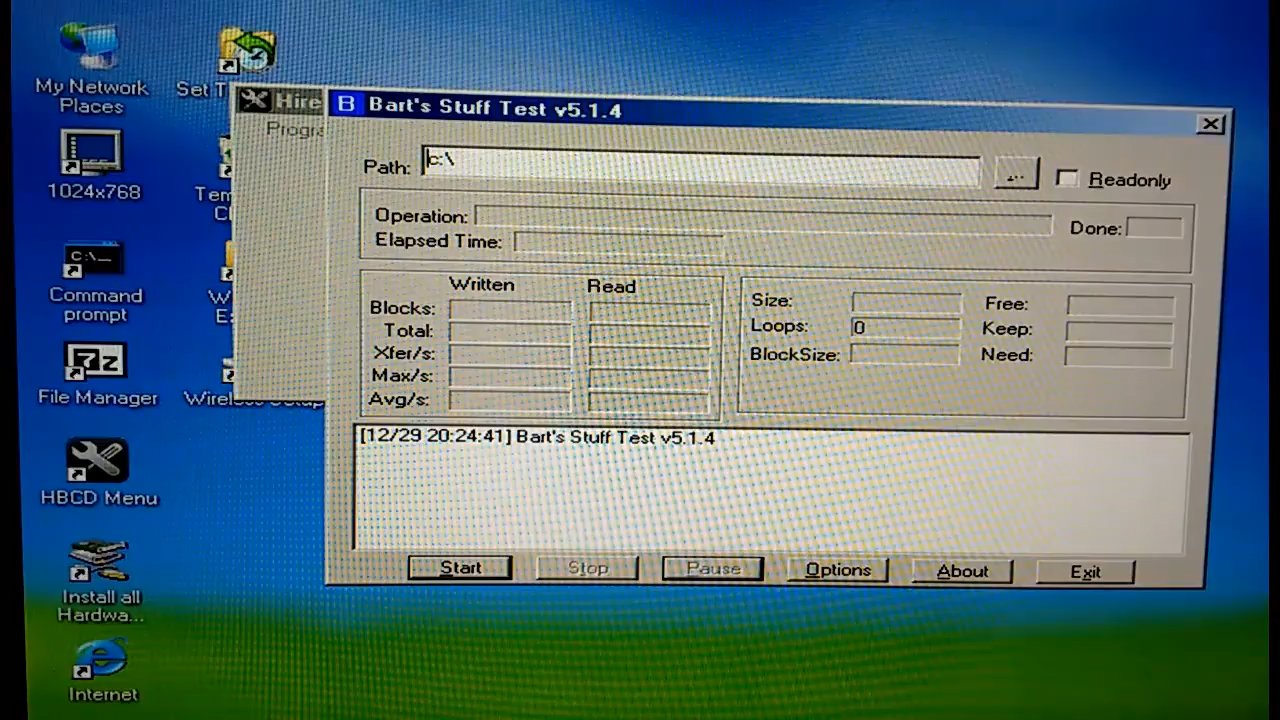 My Network
Places
Set T
1024x768
Command
prompt
File Manager
HBCD Menu
Install all
Hardwa...
Internet
Hire
Progra
B Bart's Stuff Test v5.1.4
Path: c:\
...
Readonly
Operation:
Done:
Elapsed Time:
Written Read
Blocks:
Total:
Xfer/s:
Max/s:
Avg/s:
Size: Free:
Loops: 0 Keep:
BlockSize: Need:
[12/29 20:24:41] Bart's Stuff Test v5.1.4
Start Stop Pause Options About Exit